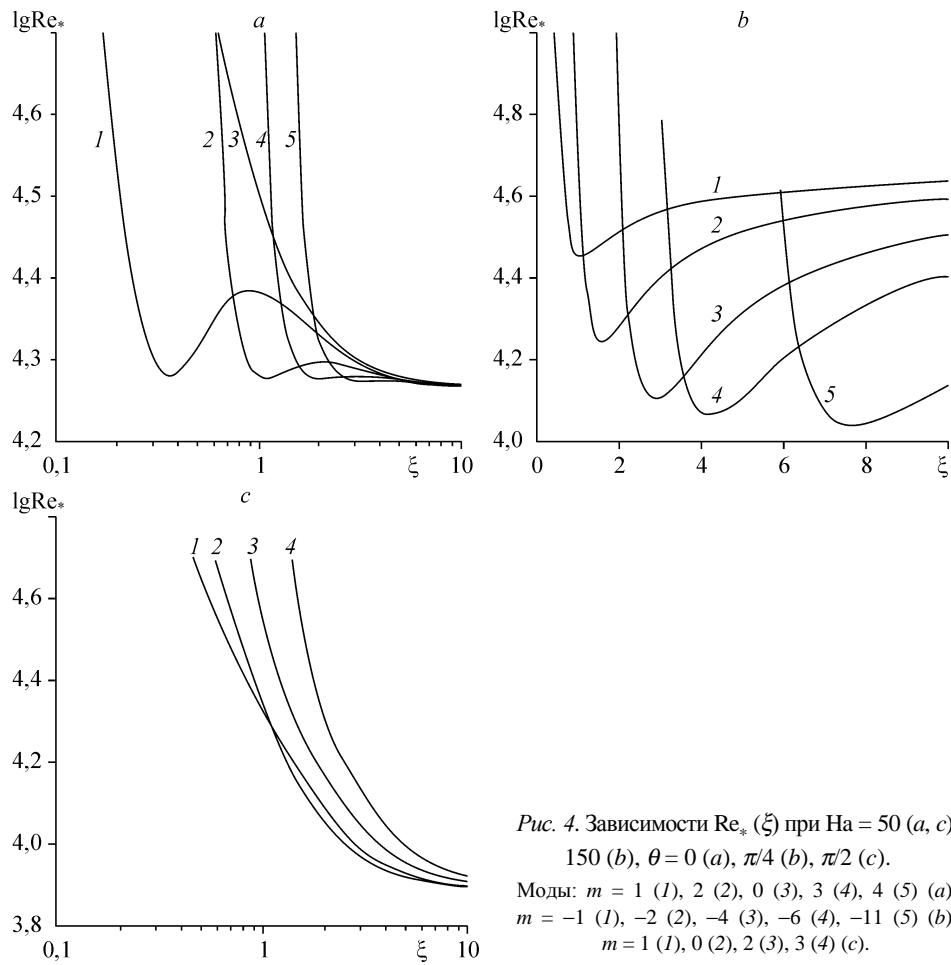 lgRe*
a
4,6
4,5
4,4
4,3
4,2
0,1
1
ξ
10
1
2
3
4
5
lgRe*
b
4,8
4,6
4,4
4,2
4,0
0
2
4
6
8
ξ
1
2
3
4
5
lgRe*
c
4,6
4,4
4,2
4,0
3,8
0,1
1
ξ
10
1
2
3
4
Рис. 4. Зависимости Re* (ξ) при Ha = 50 (a, c)
150 (b), θ = 0 (a), π/4 (b), π/2 (c).
Моды: m = 1 (1), 2 (2), 0 (3), 3 (4), 4 (5) (a)
m = −1 (1), −2 (2), −4 (3), −6 (4), −11 (5) (b)
m = 1 (1), 0 (2), 2 (3), 3 (4) (c).